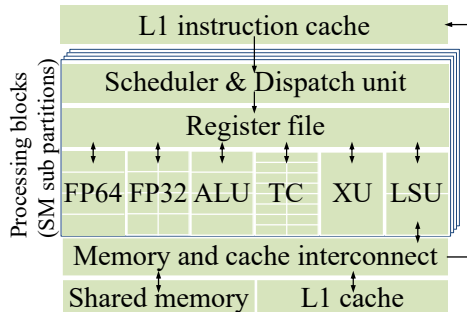 L1 instruction cache
Processing blocks
(SM sub partitions)
Scheduler & Dispatch unit
Register file
FP64 FP32 ALU TC XU LSU
Memory and cache interconnect
Shared memory L1 cache